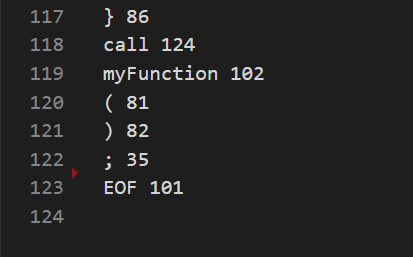 117 } 86
118 call 124
119 myFunction 102
120 ( 81
121 ) 82
122 ; 35
123 EOF 101
124